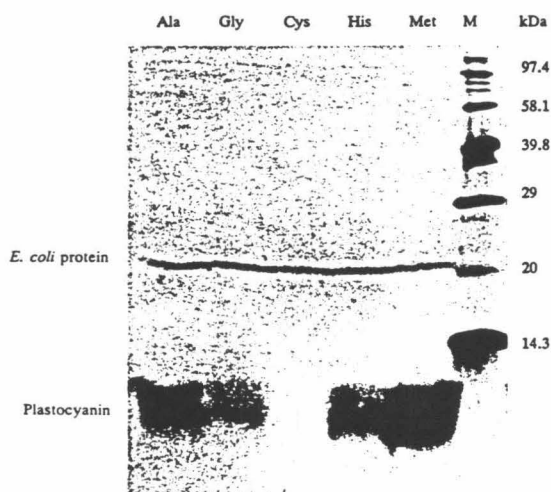 Ala Gly Cys His Met M kDa
97.4
58.1
39.8
29
E. coli protein
20
14.3
Plastocyanin